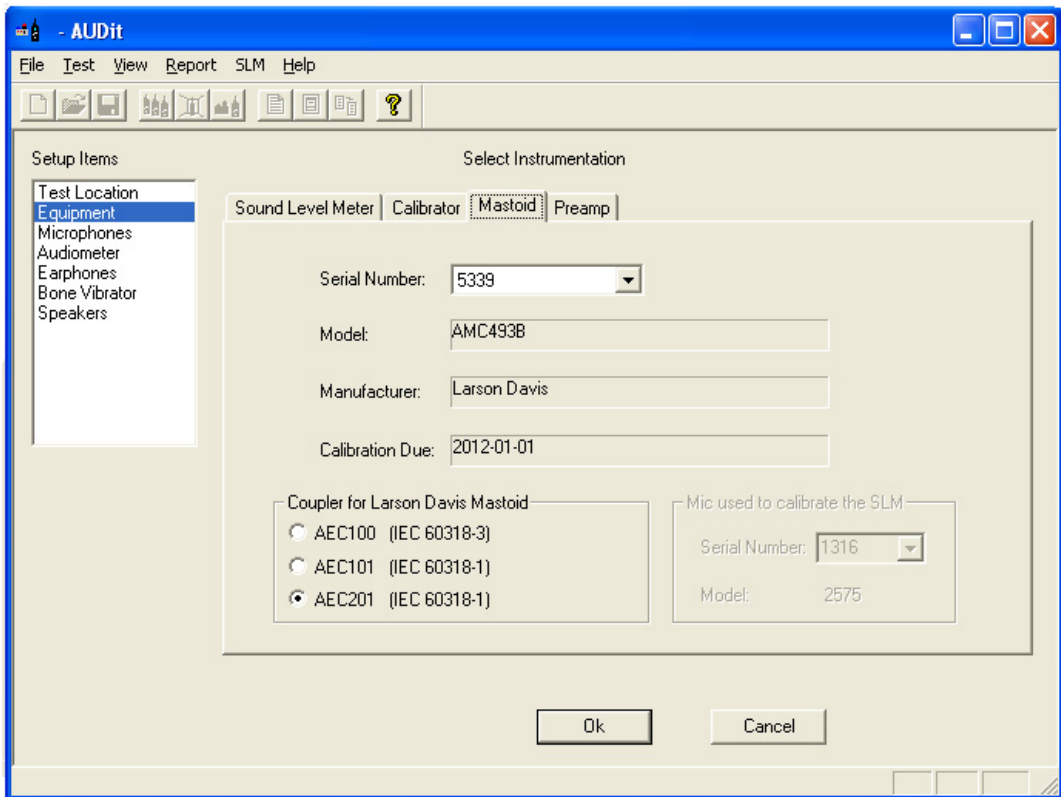 - AUDit
File Test View Report SLM Help
Setup Items
Select Instrumentation
Test Location
Equipment
Microphones
Audiometer
Earphones
Bone Vibrator
Speakers
Sound Level Meter Calibrator Mastoid Preamp
Serial Number: 5339
Model: AMC493B
Manufacturer: Larson Davis
Calibration Due: 2012-01-01
Coupler for Larson Davis Mastoid
AEC100 (IEC 60318-3)
AEC101 (IEC 60318-1)
AEC201 (IEC 60318-1)
Mic used to calibrate the SLM
Serial Number: 1316
Model: 2575
Ok Cancel